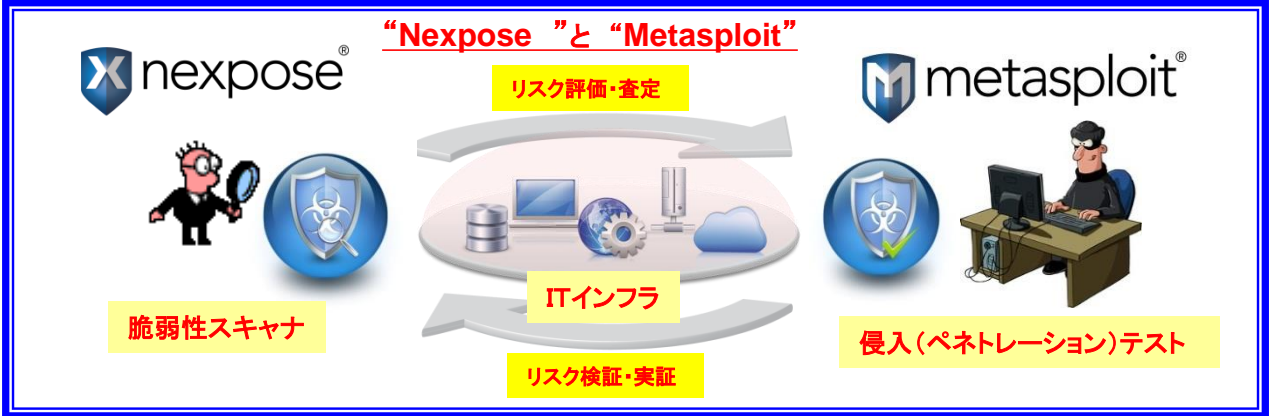 “Nexpose ”と “Metasploit”
nexpose®
metasploit®
リスク評価・査定
ITインフラ
脆弱性スキャナ
侵入（ペネトレーション）テスト
リスク検証・実証